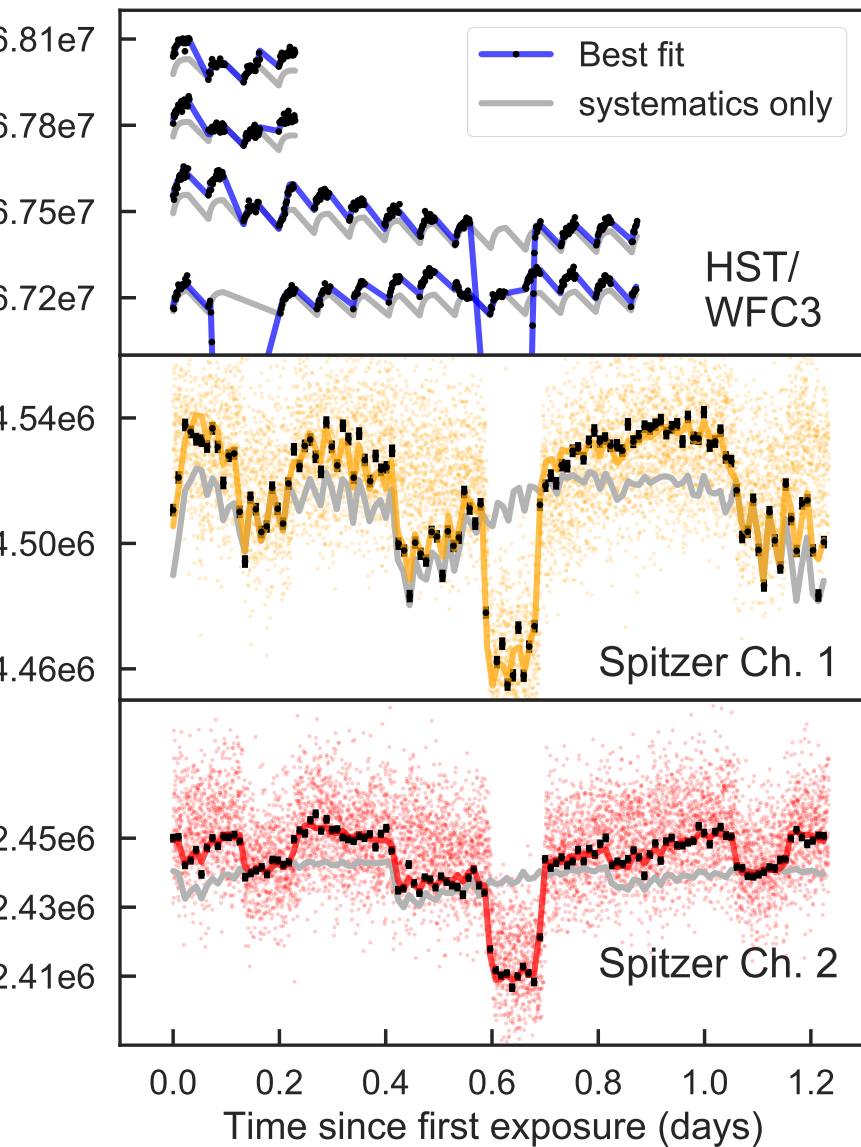 6.81e7
6.78e7
6.75e7
6.72e7
Best fit
systematics only
HST/
WFC3
4.54e6
4.50e6
4.46e6
Spitzer Ch. 1
2.45e6
2.43e6
2.41e6
Spitzer Ch. 2
0.0 0.2 0.4 0.6 0.8 1.0 1.2
Time since first exposure (days)